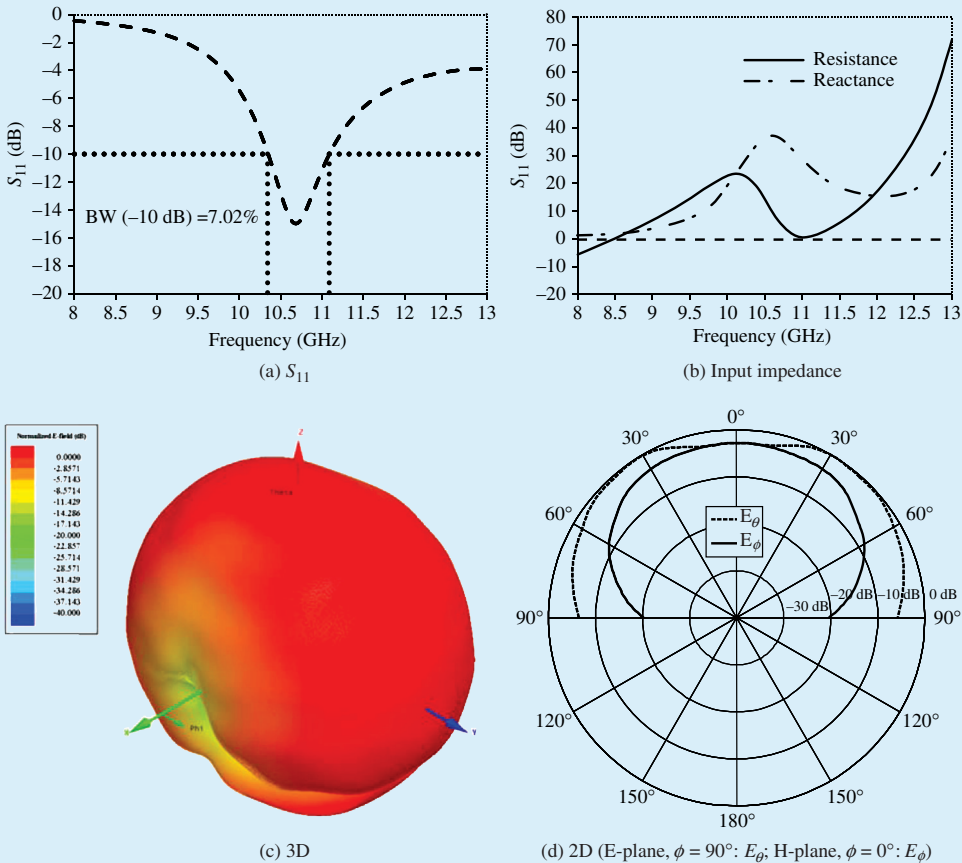 0
–2
–4
–6
–8
–10
–12
–14
–16
–18
–20
S11 (dB)
BW (–10 dB) =7.02%
8 8.5 9 9.5 10 10.5 11 11.5 12 12.5 13
Frequency (GHz)
(a) S11
80
70
60
50
40
30
20
10
0
–10
–20
S11 (dB)
Resistance
Reactance
8 8.5 9 9.5 10 10.5 11 11.5 12 12.5 13
Frequency (GHz)
(b) Input impedance
Normalized E-field (dB)
0.0000
-2.8571
-5.7143
-8.5714
-11.429
-14.286
-17.143
-20.000
-22.857
-25.714
-28.571
-31.429
-34.286
-37.143
-40.000
Z
Phi
Y
(c) 3D
0°
30° 30°
60° 60°
Eθ
Eϕ
–30 dB –20 dB –10 dB 0 dB
90° 90°
120° 120°
150° 150°
180°
(d) 2D (E-plane, ϕ = 90°: Eθ; H-plane, ϕ = 0°: Eϕ)